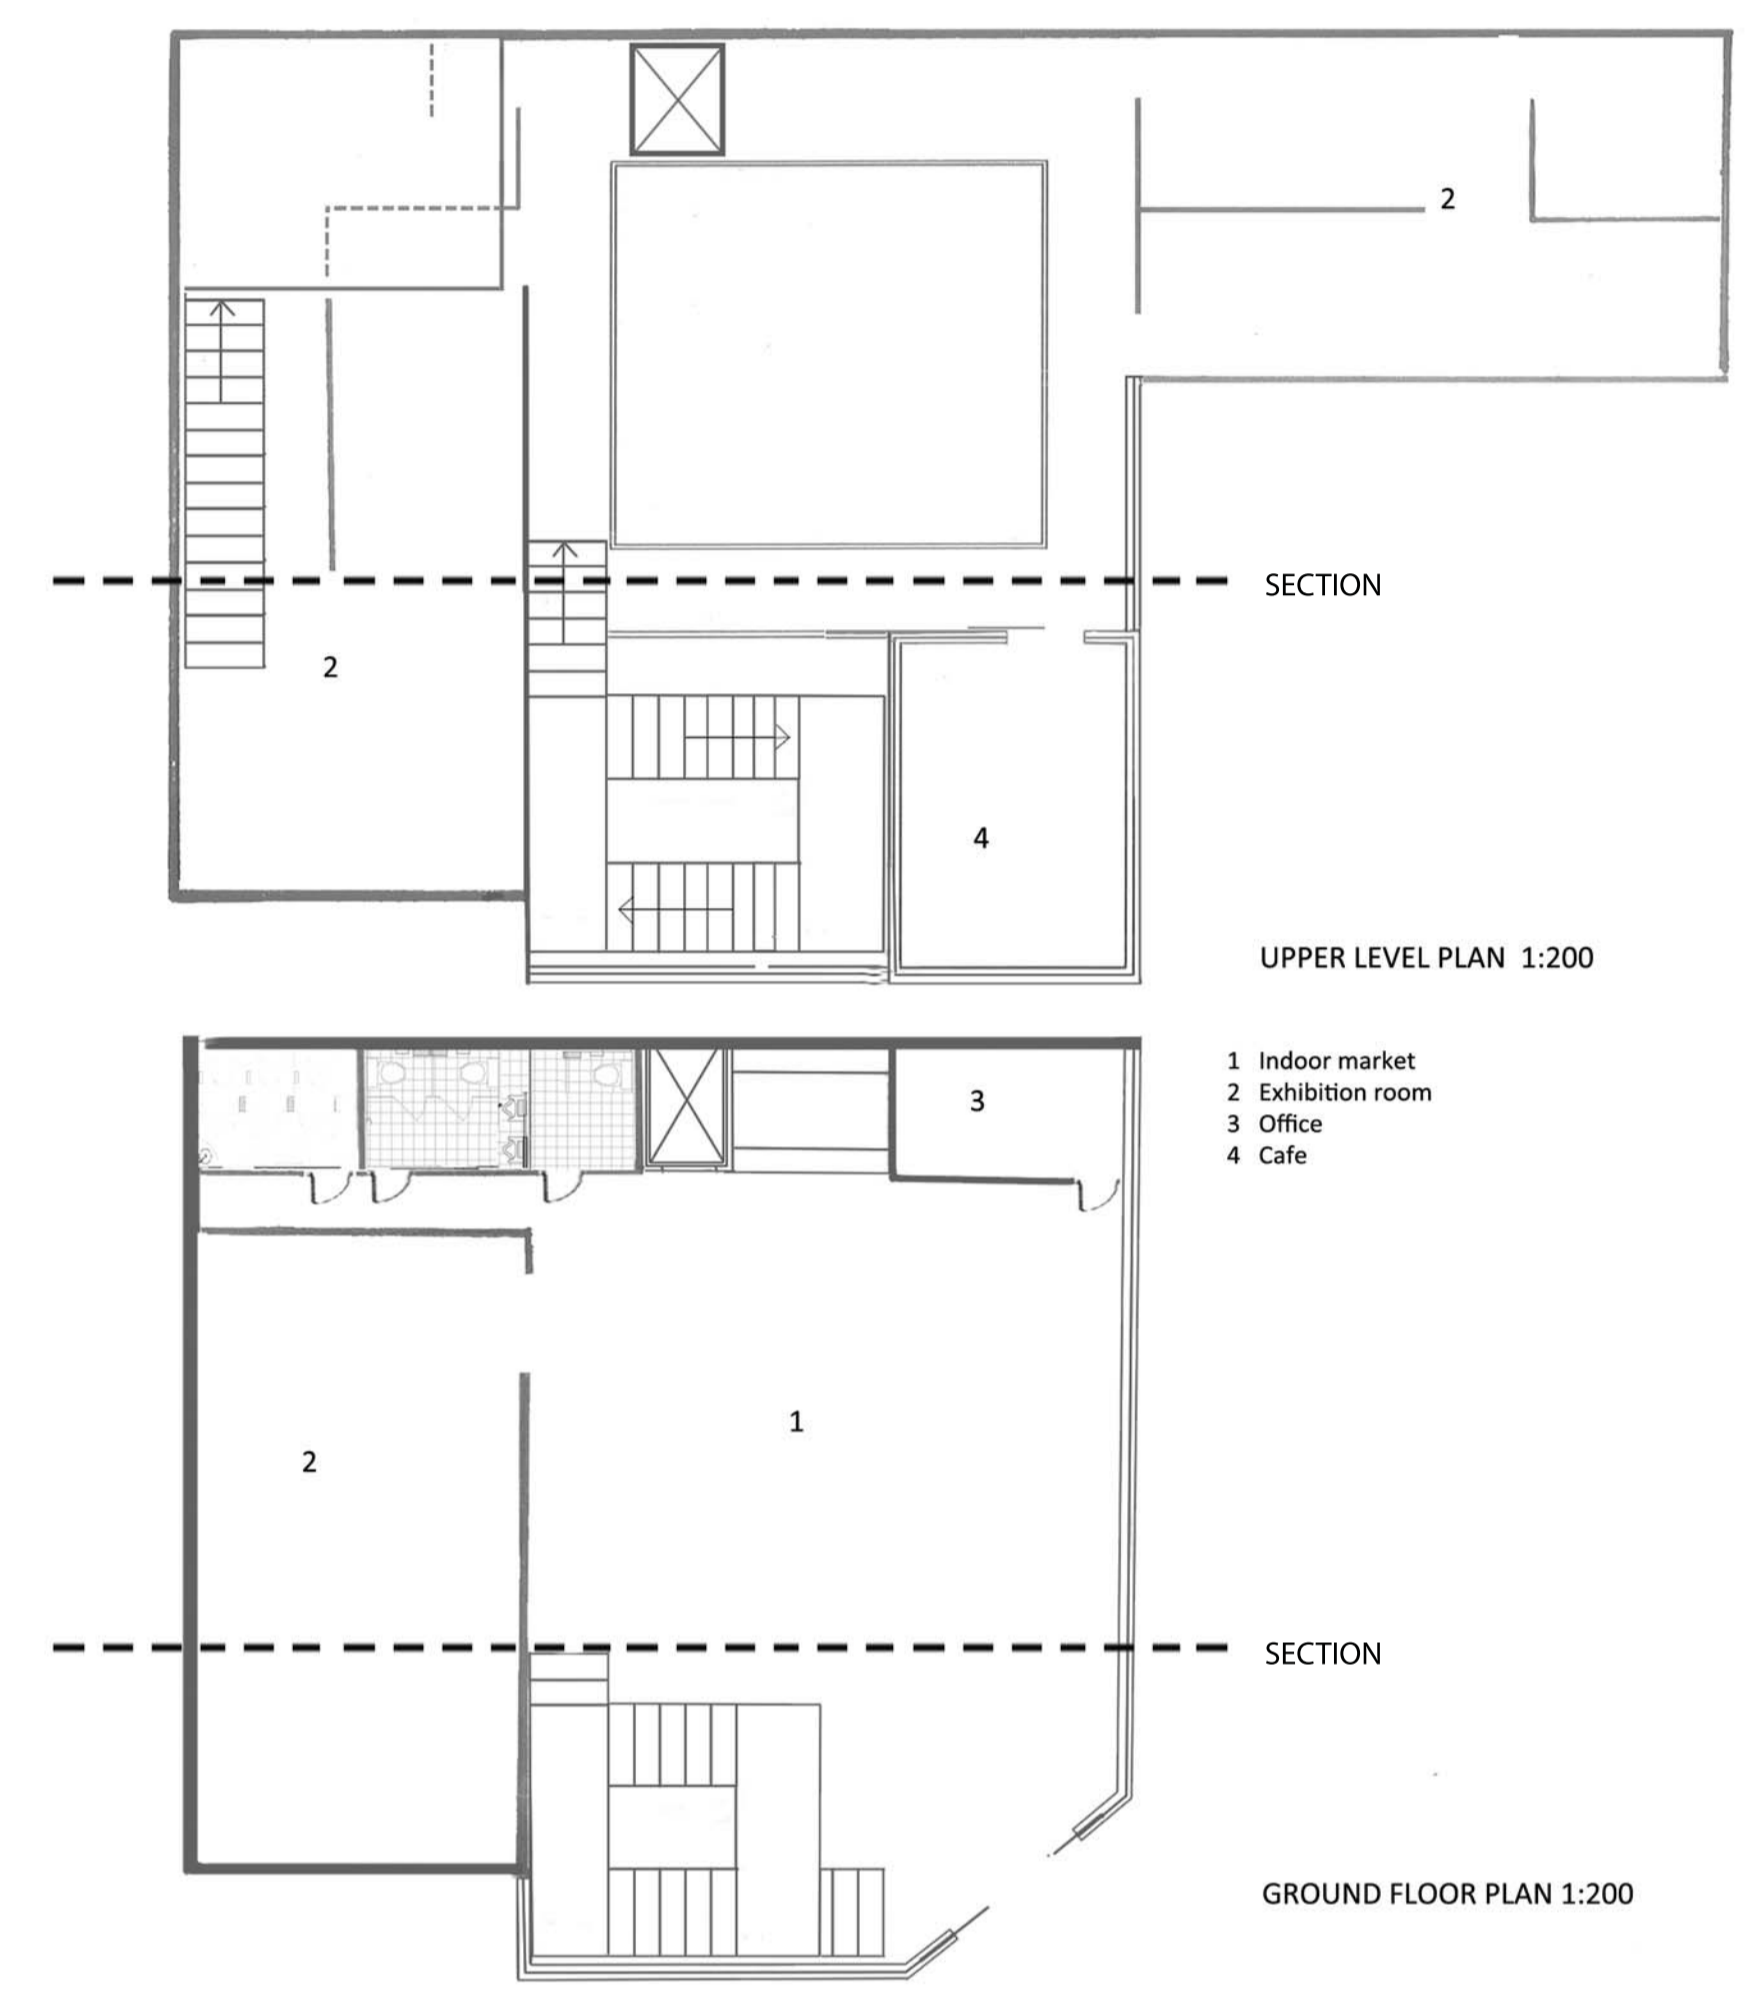 2
SECTION
2
4
UPPER LEVEL PLAN 1:200
1 Indoor market
2 Exhibition room
3 Office
4 Cafe
3
1
2
SECTION
GROUND FLOOR PLAN 1:200